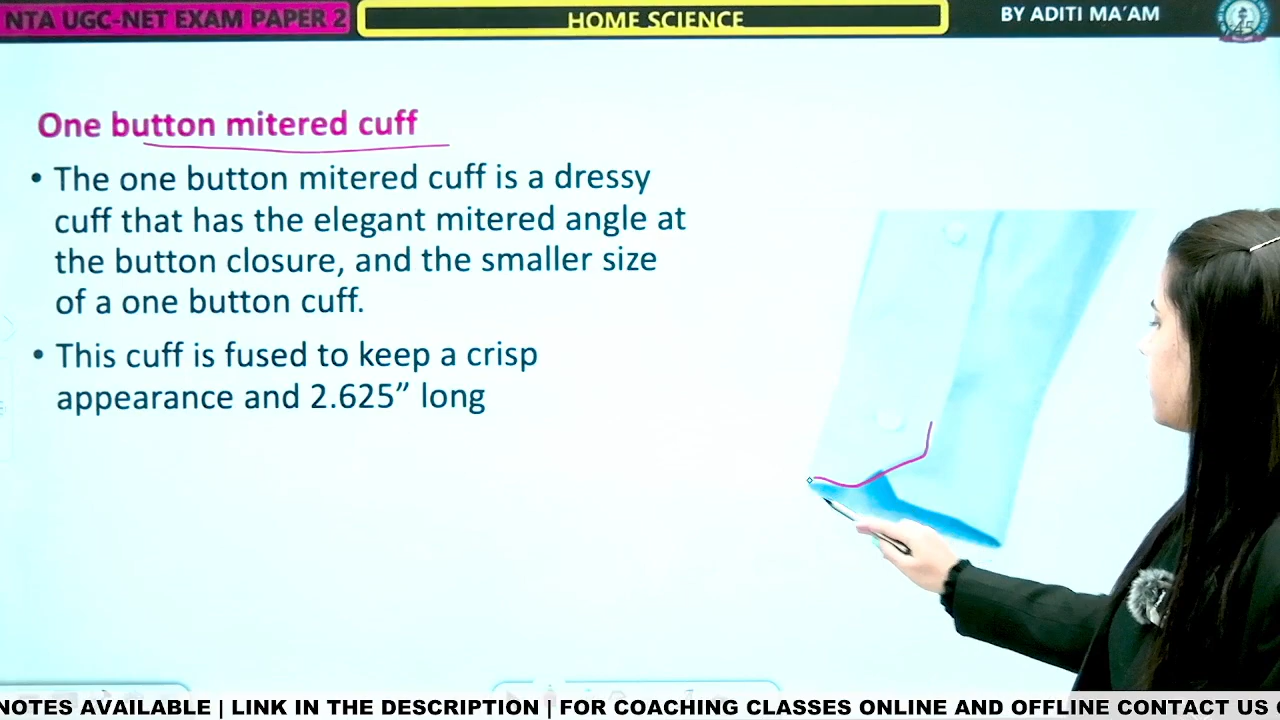 NTA UGC-NET EXAM PAPER 2
HOME SCIENCE
BY ADITI MA'AM
One button mitered cuff
• The one button mitered cuff is a dressy
cuff that has the elegant mitered angle at
the button closure, and the smaller size
of a one button cuff.
• This cuff is fused to keep a crisp
appearance and 2.625” long
NOTES AVAILABLE | LINK IN THE DESCRIPTION | FOR COACHING CLASSES ONLINE AND OFFLINE CONTACT US